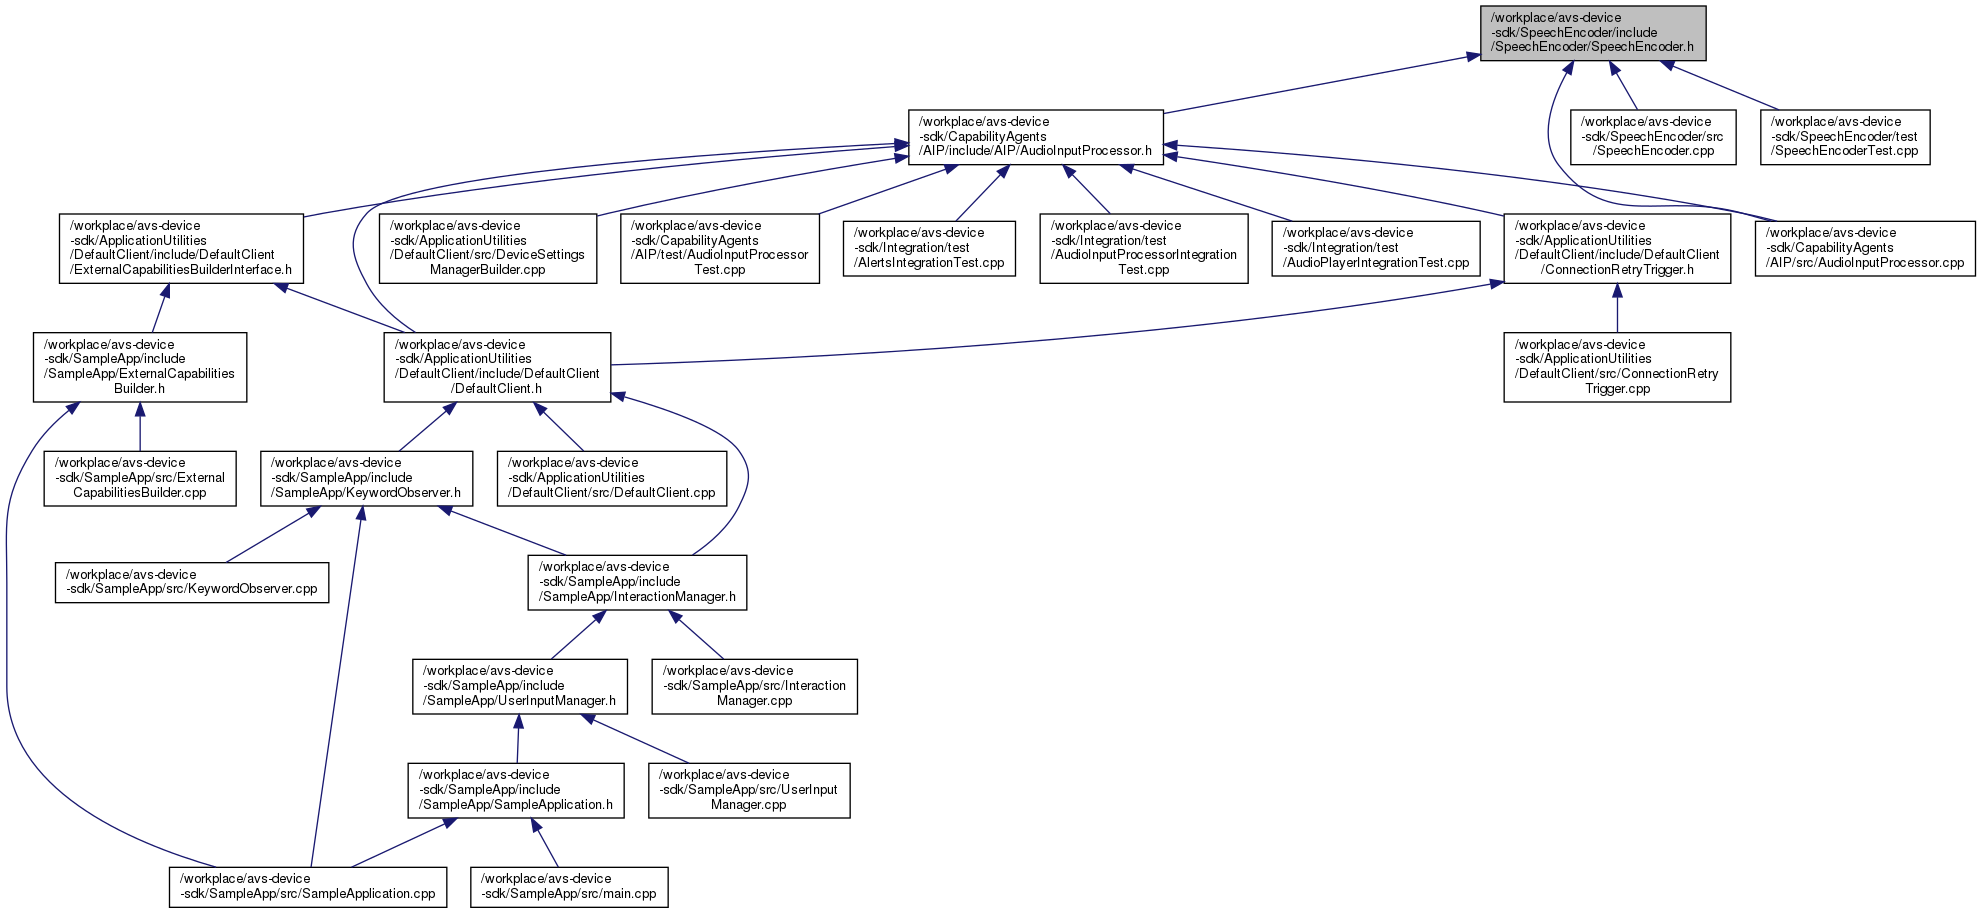 /workplace/avs-device
-sdk/SpeechEncoder/include
/SpeechEncoder/SpeechEncoder.h
/workplace/avs-device
-sdk/CapabilityAgents
/AIP/include/AIP/AudioInputProcessor.h
/workplace/avs-device
-sdk/SpeechEncoder/src
/SpeechEncoder.cpp
/workplace/avs-device
-sdk/SpeechEncoder/test
/SpeechEncoderTest.cpp
/workplace/avs-device
-sdk/ApplicationUtilities
/DefaultClient/include/DefaultClient
/ExternalCapabilitiesBuilderInterface.h
/workplace/avs-device
-sdk/ApplicationUtilities
/DefaultClient/src/DeviceSettings
ManagerBuilder.cpp
/workplace/avs-device
-sdk/CapabilityAgents
/AIP/test/AudioInputProcessor
Test.cpp
/workplace/avs-device
-sdk/Integration/test
/AlertsIntegrationTest.cpp
/workplace/avs-device
-sdk/Integration/test
/AudioInputProcessorIntegration
Test.cpp
/workplace/avs-device
-sdk/Integration/test
/AudioPlayerIntegrationTest.cpp
/workplace/avs-device
-sdk/ApplicationUtilities
/DefaultClient/include/DefaultClient
/ConnectionRetryTrigger.h
/workplace/avs-device
-sdk/CapabilityAgents
/AIP/src/AudioInputProcessor.cpp
/workplace/avs-device
-sdk/SampleApp/include
/SampleApp/ExternalCapabilities
Builder.h
/workplace/avs-device
-sdk/ApplicationUtilities
/DefaultClient/include/DefaultClient
/DefaultClient.h
/workplace/avs-device
-sdk/ApplicationUtilities
/DefaultClient/src/ConnectionRetry
Trigger.cpp
/workplace/avs-device
-sdk/SampleApp/src/External
CapabilitiesBuilder.cpp
/workplace/avs-device
-sdk/SampleApp/include
/SampleApp/KeywordObserver.h
/workplace/avs-device
-sdk/ApplicationUtilities
/DefaultClient/src/DefaultClient.cpp
/workplace/avs-device
-sdk/SampleApp/src/KeywordObserver.cpp
/workplace/avs-device
-sdk/SampleApp/include
/SampleApp/InteractionManager.h
/workplace/avs-device
-sdk/SampleApp/include
/SampleApp/UserInputManager.h
/workplace/avs-device
-sdk/SampleApp/src/Interaction
Manager.cpp
/workplace/avs-device
-sdk/SampleApp/include
/SampleApp/SampleApplication.h
/workplace/avs-device
-sdk/SampleApp/src/UserInput
Manager.cpp
/workplace/avs-device
-sdk/SampleApp/src/SampleApplication.cpp
/workplace/avs-device
-sdk/SampleApp/src/main.cpp